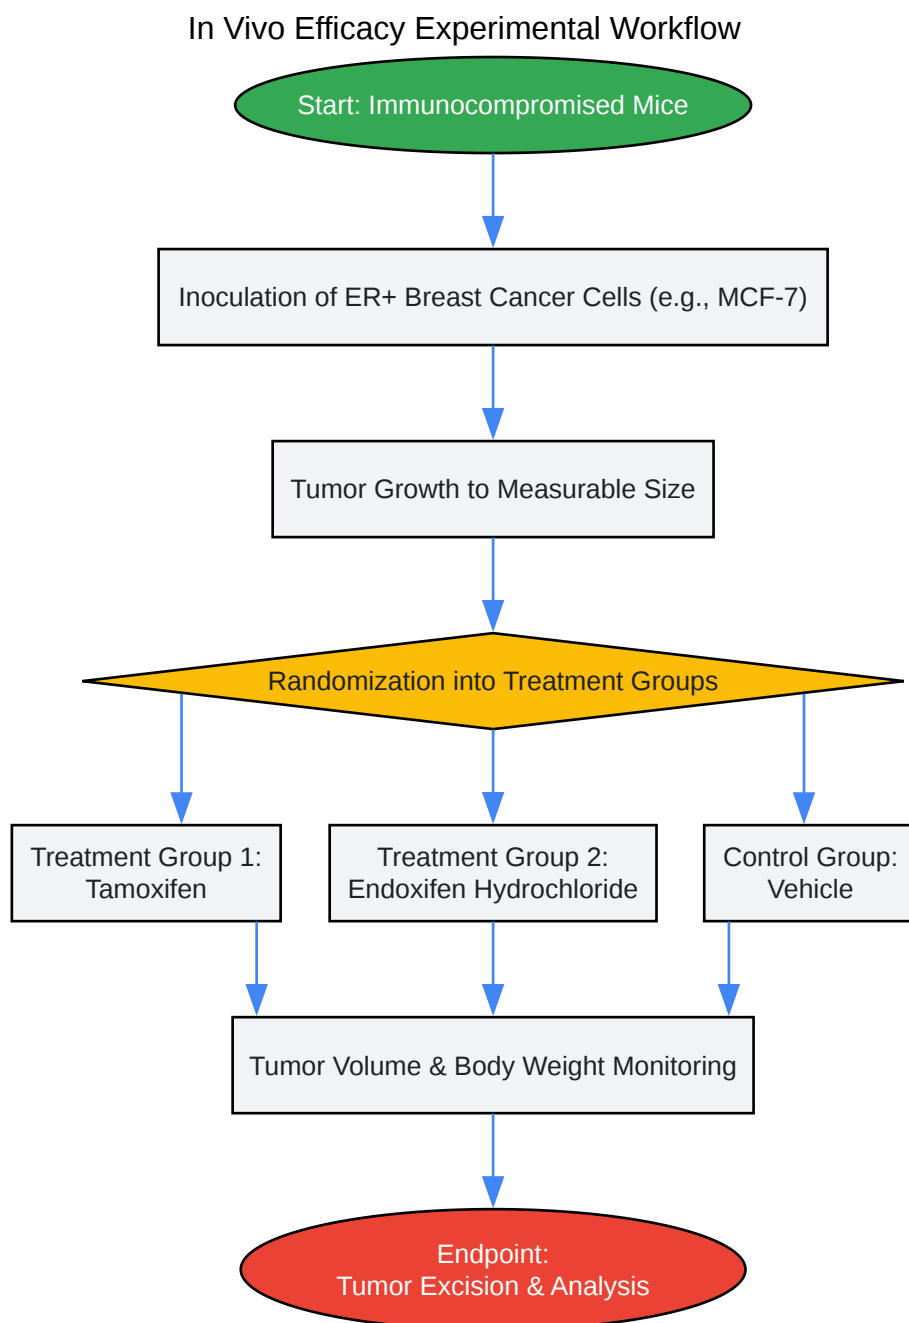 In Vivo Efficacy Experimental Workflow
Start: Immunocompromised Mice
Inoculation of ER+ Breast Cancer Cells (e.g., MCF-7)
Tumor Growth to Measurable Size
Randomization into Treatment Groups
Treatment Group 1:
Tamoxifen
Treatment Group 2:
Endoxifen Hydrochloride
Control Group:
Vehicle
Tumor Volume & Body Weight Monitoring
Endpoint:
Tumor Excision & Analysis